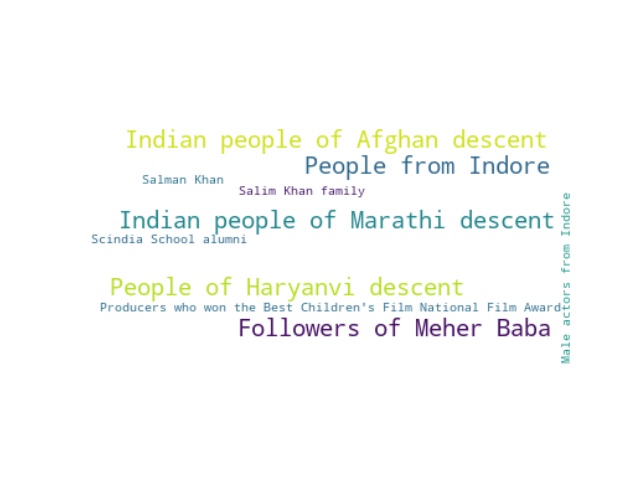 Indian people of Afghan descent
People from Indore
Salman Khan
Salim Khan family
Indian people of Marathi descent
Scindia School alumni
People of Haryanvi descent
Producers who won the Best Children's Film National Film Award
Followers of Meher Baba
Male actors from Indore